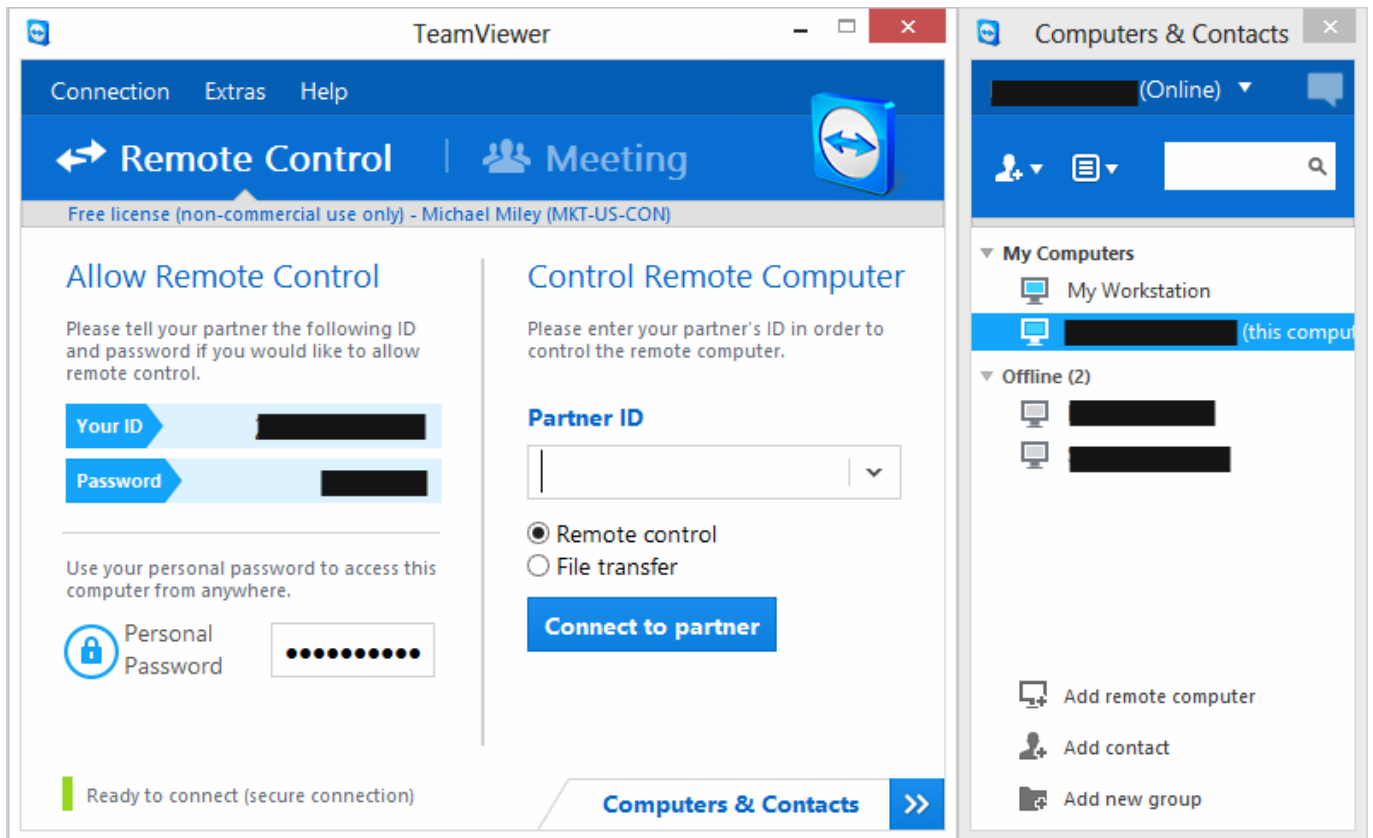 TeamViewer
Connection Extras Help
Remote Control
Meeting
Free license (non-commercial use only) - Michael Miley (MKT-US-CON)
Allow Remote Control
Please tell your partner the following ID
and password if you would like to allow
remote control.
Your ID
Password
Use your personal password to access this
computer from anywhere.
Personal
Password
Control Remote Computer
Please enter your partner's ID in order to
control the remote computer.
Partner ID
Remote control
File transfer
Connect to partner
Ready to connect (secure connection)
Computers & Contacts
Computers & Contacts
(Online)
My Computers
My Workstation
(this comput
Offline (2)
Add remote computer
Add contact
Add new group